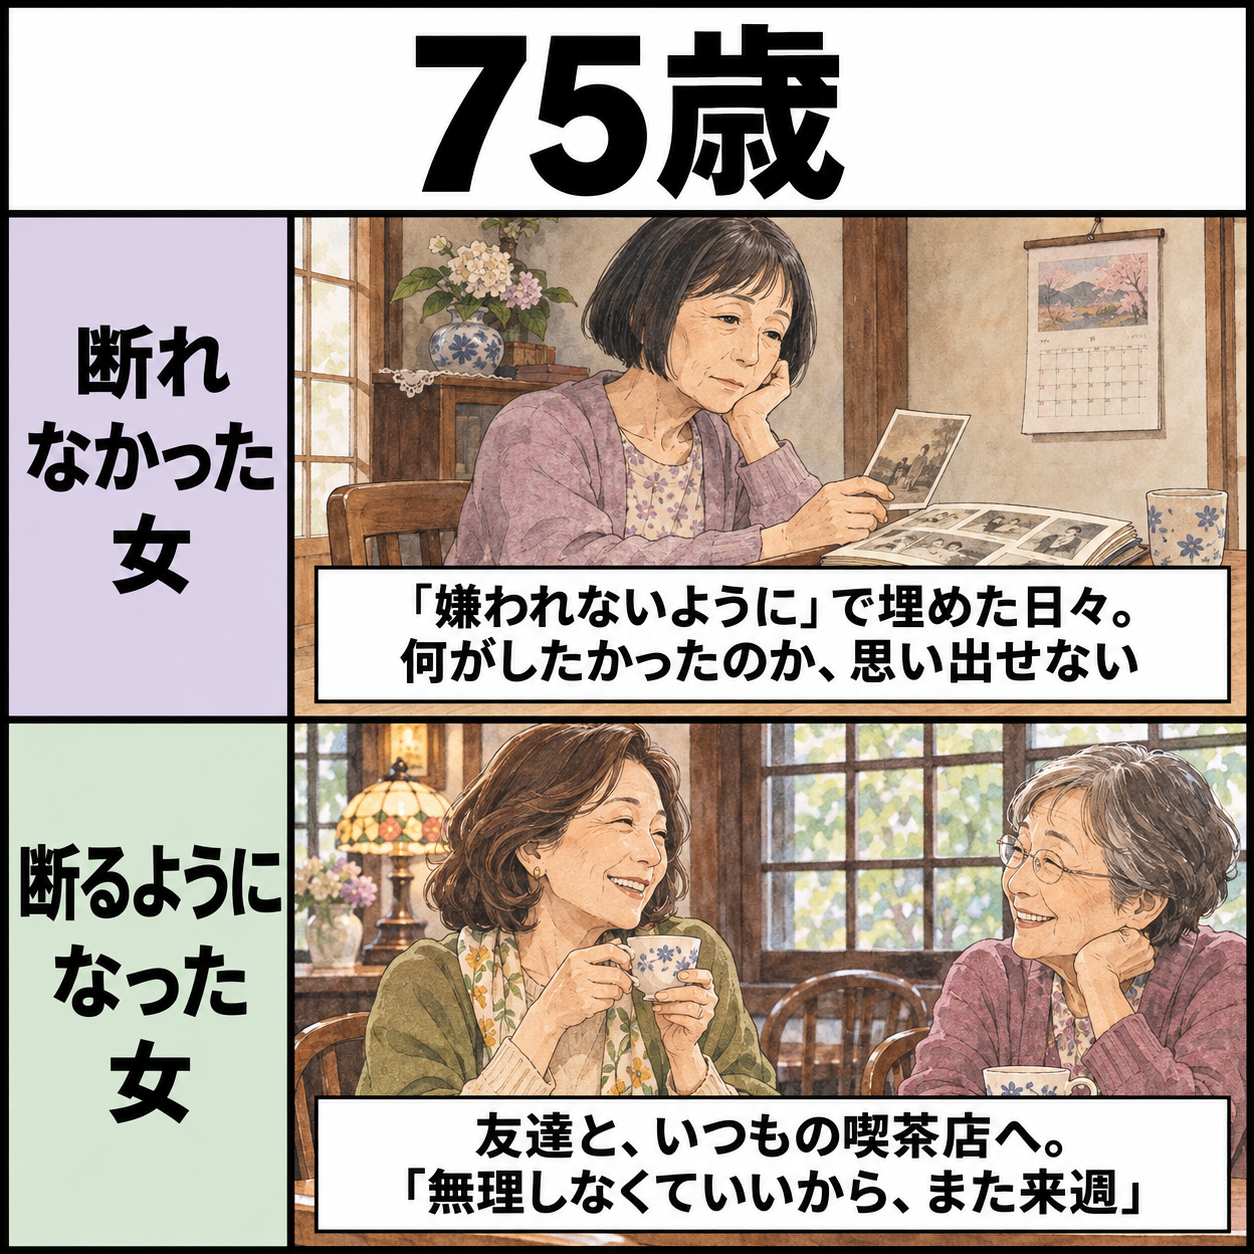 75歳
断れ
なかった
女
「嫌われないように」で埋めた日々。
何がしたかったのか、思い出せない
断るように
なった
女
友達と、いつもの喫茶店へ。
「無理しなくていいから、また来週」